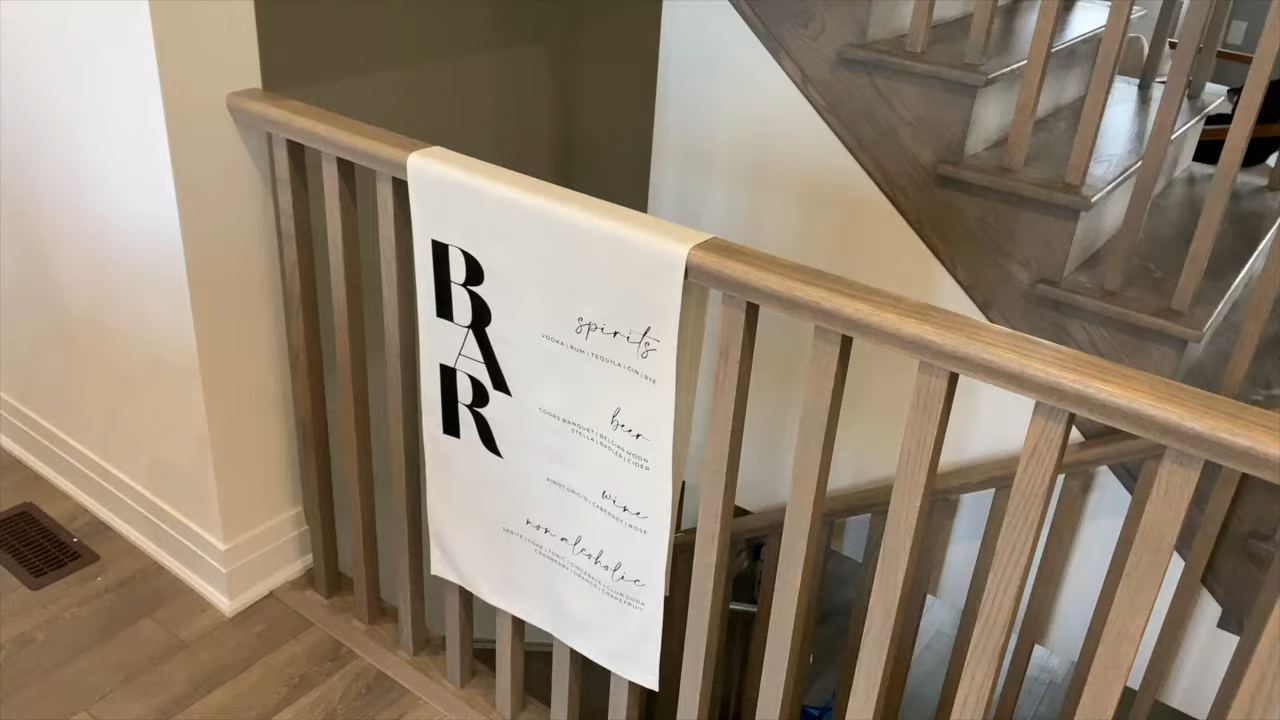 BAR
spirits
VODKA | RUM | TEQUILA | GIN | RYE
beer
COORS BANQUET | BELGIAN MOON
STELLA | RADLER | CIDER
wine
PINOT GRIGIO | CABERNET | ROSE
non alcoholic
SPRITE | COKE | TONIC | GINGERALE | CLUB SODA
CRANBERRY | ORANGE | GRAPEFRUIT